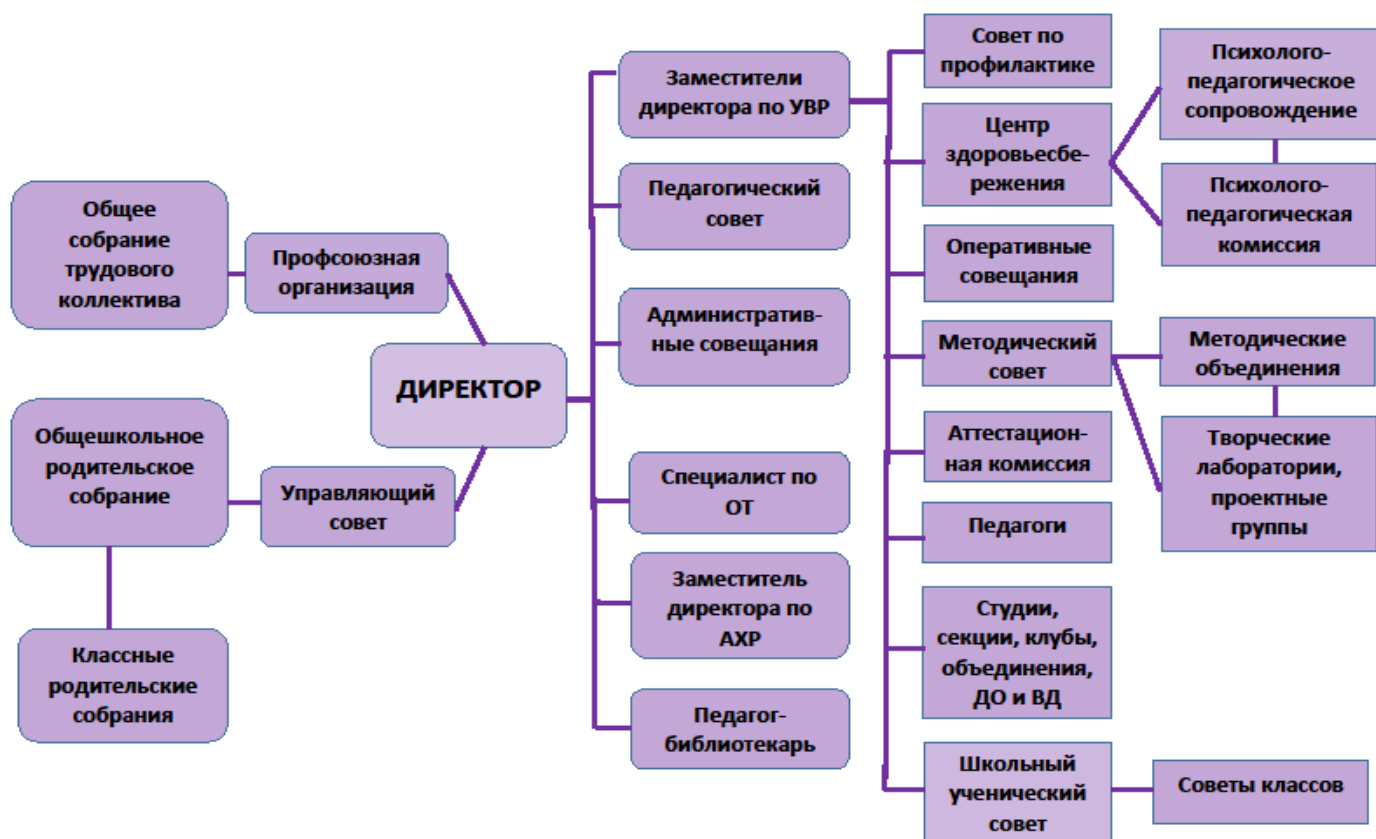 Общее
собрание
трудового
коллектива
Профсоюзная
организация
Общешкольное
родительское
собрание
Управляющий
совет
Классные
родительские
собрания
ДИРЕКТОР
Заместители
директора по УВР
Педагогический
совет
Административ-
ные совещания
Специалист по
ОТ
Заместитель
директора по
АХР
Педагог-
библиотекарь
Совет по
профилактике
Центр
здоровьесбе-
режения
Оперативные
совещания
Методический
совет
Аттестацион-
ная комиссия
Педагоги
Студии,
секции, клубы,
объединения,
ДО и ВД
Школьный
ученический
совет
Психолого-
педагогическое
сопровождение
Психолого-
педагогическая
комиссия
Методические
объединения
Творческие
лаборатории,
проектные
группы
Советы классов